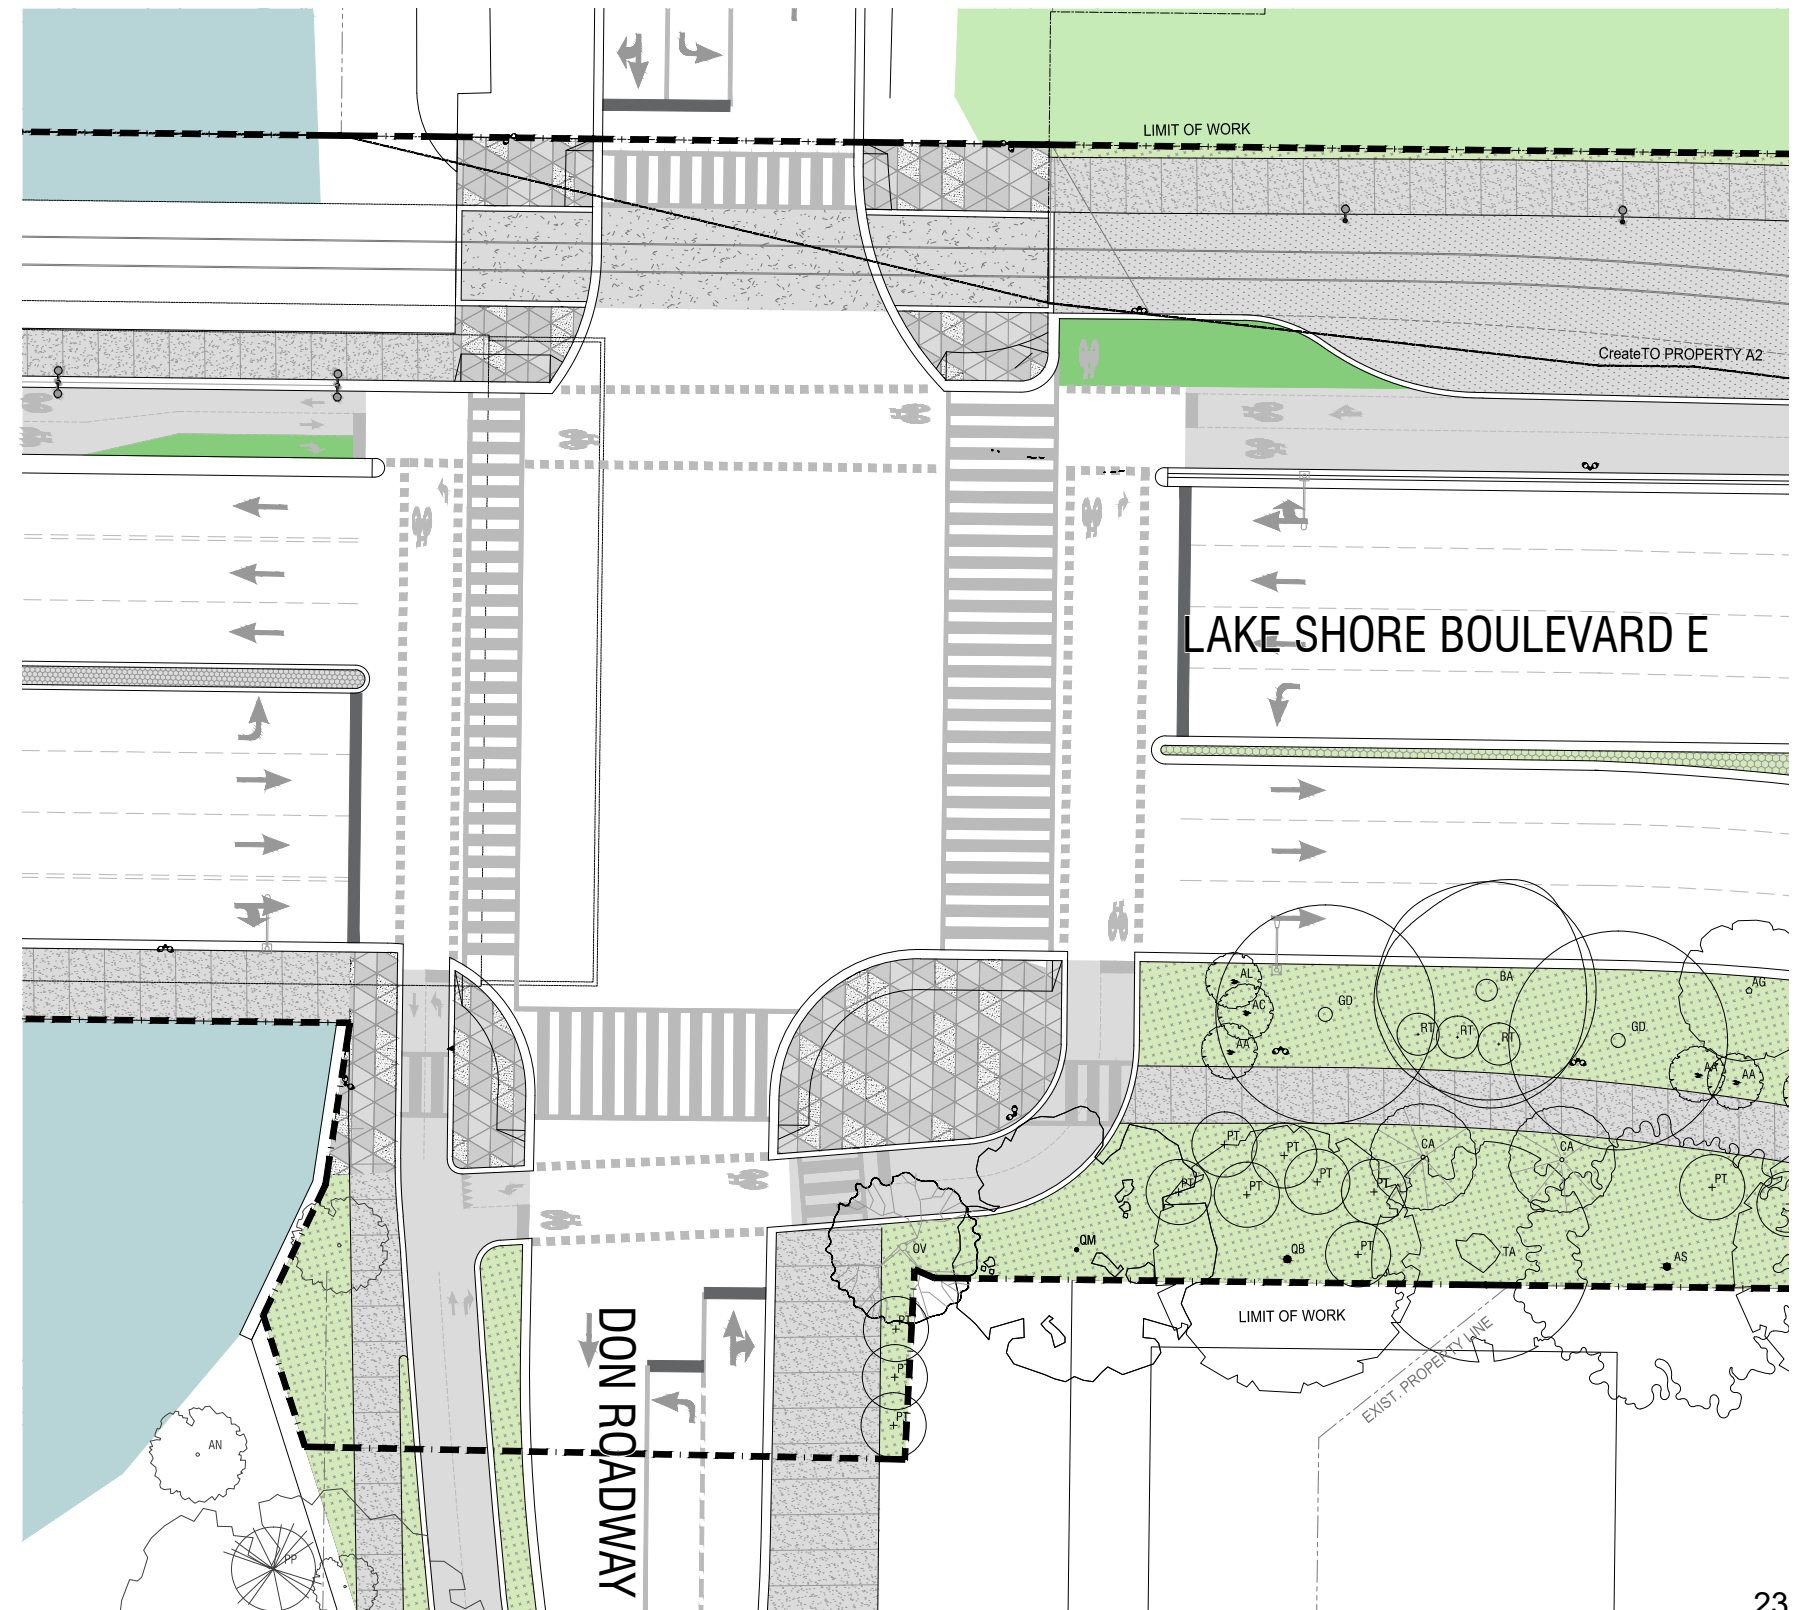 LIMIT OF WORK
CreateTO PROPERTY A2
LAKE SHORE BOULEVARD E
AL
BA
AG
AC
GD
RT
RT
RT
GD
AA
AA
AA
PT
PT
CA
CA
PT
PT
PT
PT
PT
OV
QM
QB
PT
TA
AS
LIMIT OF WORK
PT
EXIST. PROPERTY LINE
PT
PT
DON ROADWAY
AN
PP
23